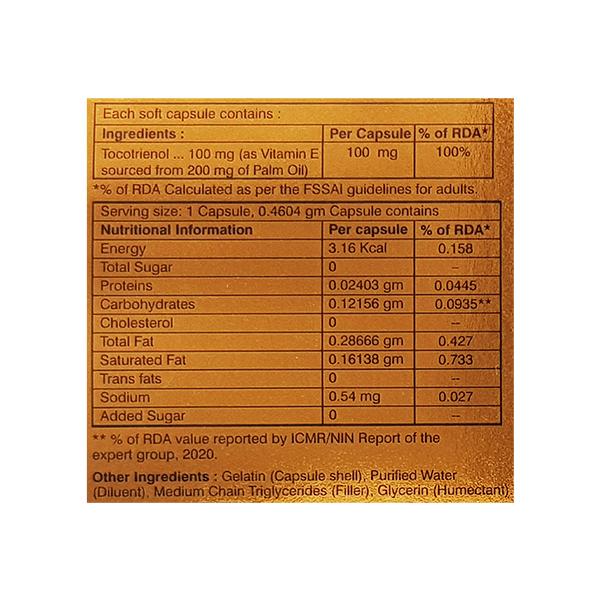 Each soft capsule contains :
Ingredients : Per Capsule % of RDA*
Tocotrienol ... 100 mg (as Vitamin E 100 mg 100%
sourced from 200 mg of Palm Oil)
*% of RDA Calculated as per the FSSAI guidelines for adults.
Serving size: 1 Capsule, 0.4604 gm Capsule contains
Nutritional Information Per capsule % of RDA*
Energy 3.16 Kcal 0.158
Total Sugar 0 --
Proteins 0.02403 gm 0.0445
Carbohydrates 0.12156 gm 0.0935**
Cholesterol 0 --
Total Fat 0.28666 gm 0.427
Saturated Fat 0.16138 gm 0.733
Trans fats 0 --
Sodium 0.54 mg 0.027
Added Sugar 0 --
** % of RDA value reported by ICMR/NIN Report of the
expert group, 2020.
Other Ingredients : Gelatin (Capsule shell), Purified Water
(Diluent), Medium Chain Triglycerides (Filler), Glycerin (Humectant)